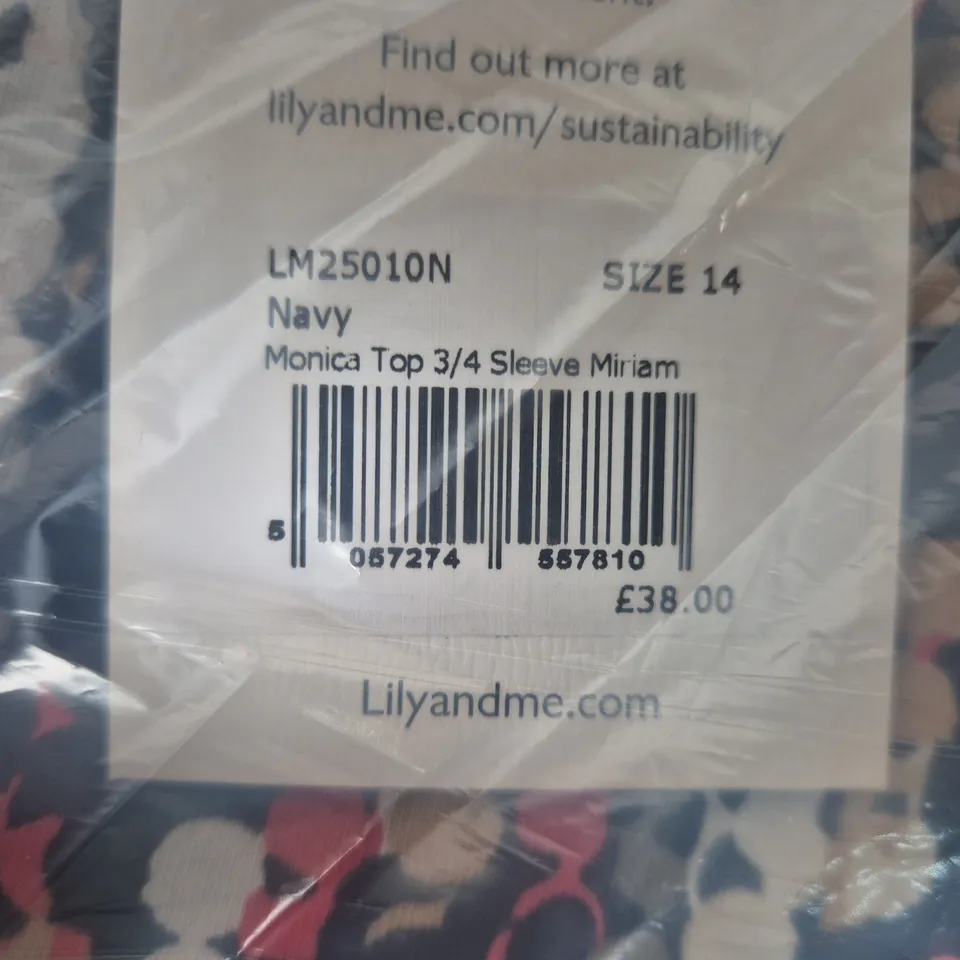 Find out more at
lilyandme.com/sustainability
LM25010N SIZE 14
Navy
Monica Top 3/4 Sleeve Miriam
5 057274 557810
£38.00
Lilyandme.com